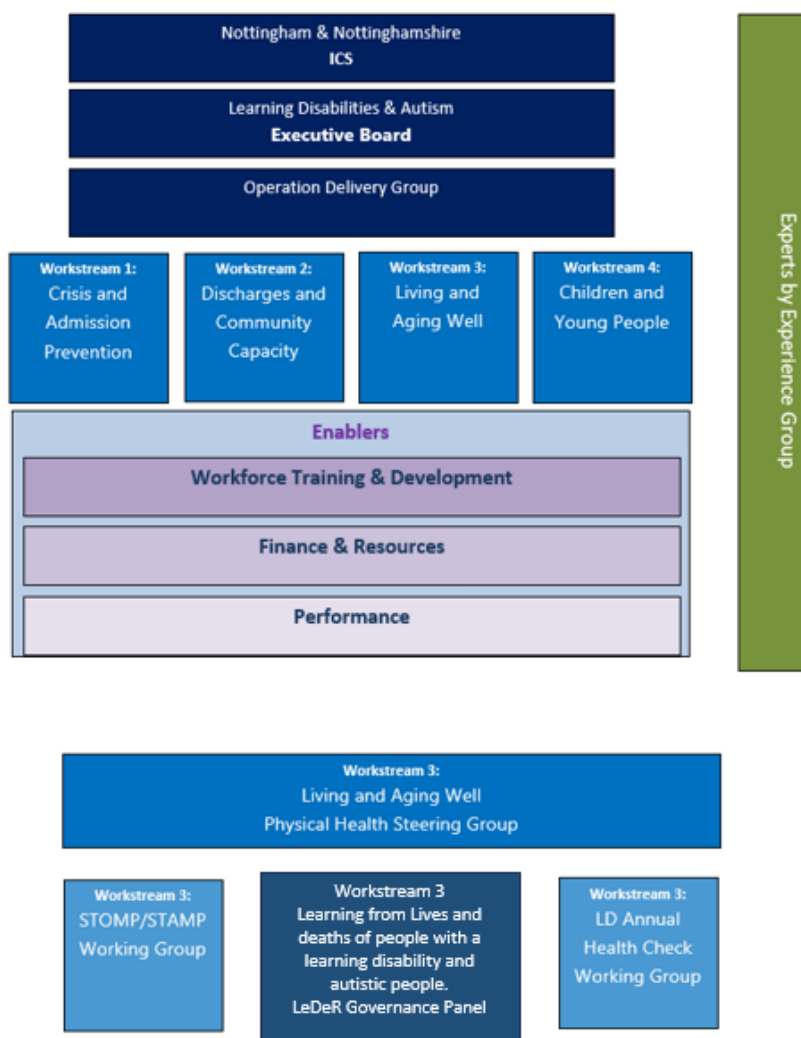 Nottingham & Nottinghamshire
ICS
Learning Disabilities & Autism
Executive Board
Operation Delivery Group
Workstream 1:
Crisis and
Admission
Prevention
Workstream 2:
Discharges and
Community
Capacity
Workstream 3:
Living and
Aging Well
Workstream 4:
Children and
Young People
Enablers
Workforce Training & Development
Finance & Resources
Performance
Experts by Experience Group
Workstream 3:
Living and Aging Well
Physical Health Steering Group
Workstream 3:
STOMP/STAMP
Working Group
Workstream 3
Learning from Lives and
deaths of people with a
learning disability and
autistic people.
LeDeR Governance Panel
Workstream 3:
LD Annual
Health Check
Working Group